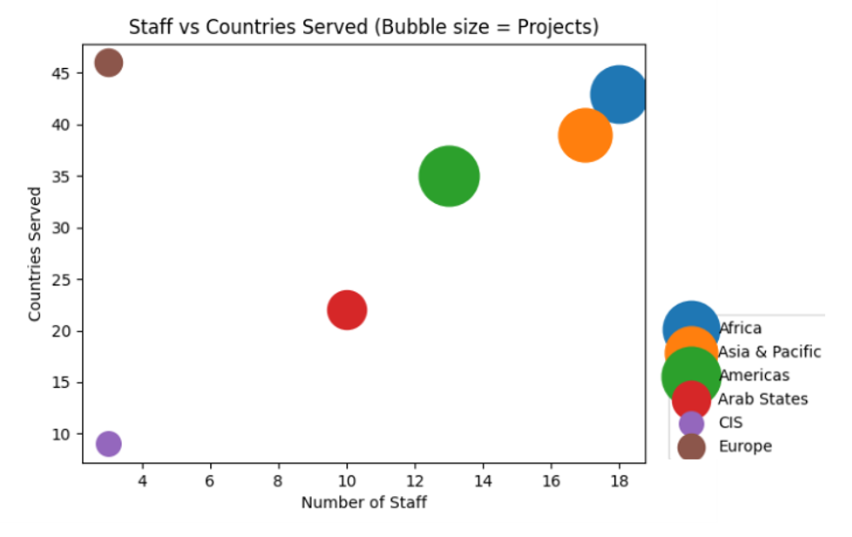 Staff vs Countries Served (Bubble size = Projects)
45
40
35
30
25
20
15
10
Countries Served
4 6 8 10 12 14 16 18
Number of Staff
Africa
Asia & Pacific
Americas
Arab States
CIS
Europe